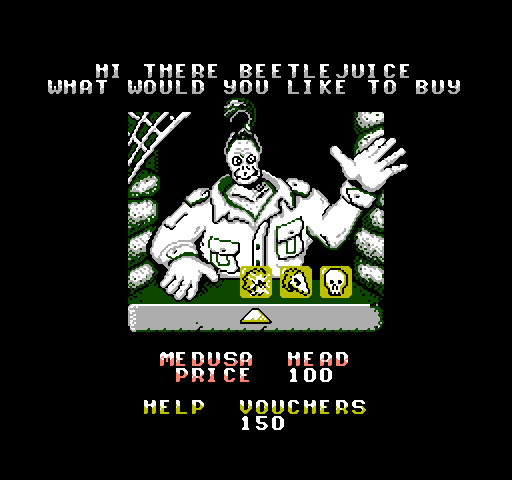 HI THERE BEETLEJUICE
WHAT WOULD YOU LIKE TO BUY
MEDUSA HEAD
PRICE 100
HELP VOUCHERS
150